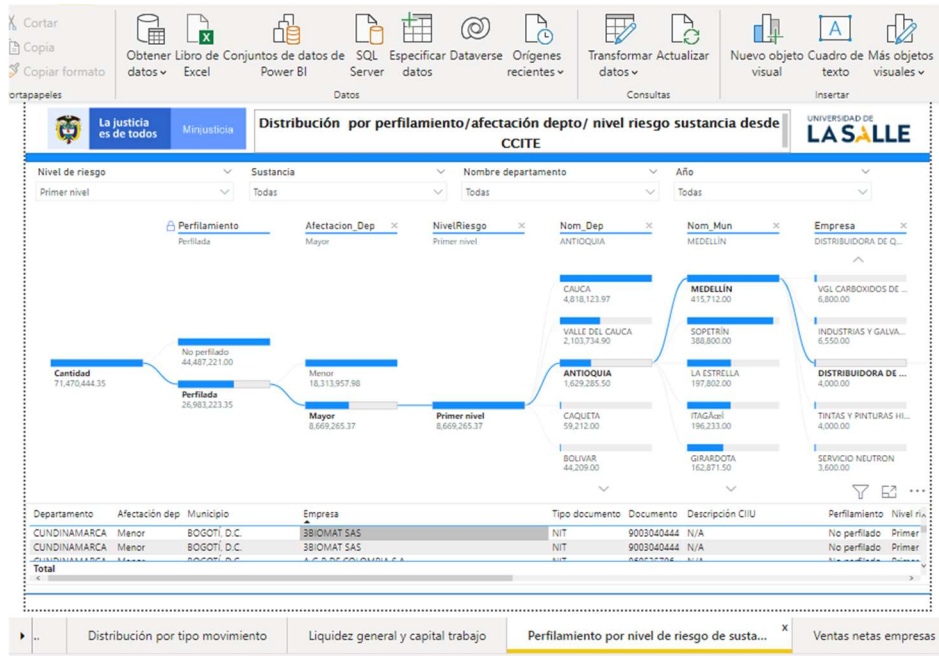 Cortar
Copia
Copiar formato
Obtener datos
Libro de Excel
Conjuntos de datos de Power BI
SQL Server
Especificar datos
Dataverse
Orígenes recientes
Transformar datos
Actualizar
Nuevo objeto visual
Cuadro de texto
Más objetos visuales
ortapapeles
Datos
Consultas
Insertar
La justicia
es de todos
Minjusticia
Distribución por perfilamiento/afectación depto/ nivel riesgo sustancia desde
CCITE
UNIVERSIDAD DE
LA SALLE
Nivel de riesgo
Sustancia
Nombre departamento
Año
Primer nivel
Todas
Todas
Todas
Perfilamiento
Afectacion_Dep
NivelRiesgo
Nom_Dep
Nom_Mun
Empresa
Perfilada
Mayor
Primer nivel
ANTIOQUIA
MEDELLÍN
DISTRIBUIDORA DE Q...
Cantidad
71,470,444.35
No perfilado
44,487,221.00
Perfilada
26,983,223.35
Menor
18,313,957.98
Mayor
8,669,265.37
Primer nivel
8,669,265.37
CAUCA
4,818,123.97
VALLE DEL CAUCA
2,103,734.90
ANTIOQUIA
1,629,285.50
CAQUETA
59,212.00
BOLIVAR
44,209.00
MEDELLÍN
415,712.00
SOPETRÍN
388,800.00
LA ESTRELLA
197,802.00
196,233.00
GIRARDOTA
162,871.50
VGL CARBOXIDOS DE ...
6,800.00
INDUSTRIAS Y GALVA...
6,550.00
DISTRIBUIDORA DE ...
4,000.00
TINTAS Y PINTURAS HI...
4,000.00
SERVICIO NEUTRON
3,600.00
Departamento Afectación dep Municipio Empresa Tipo documento Documento Descripción CIIU Perfilamiento Nivel
CUNDINAMARCA Menor BOGOTÍ, D.C. 3BIOMAT SAS NIT 9003040444 N/A No perfilado Primer
CUNDINAMARCA Menor BOGOTÍ, D.C. 3BIOMAT SAS NIT 9003040444 N/A No perfilado Primer
Total
..
Distribución por tipo movimiento
Liquidez general y capital trabajo
Perfilamiento por nivel de riesgo de susta...
x
Ventas netas empresas